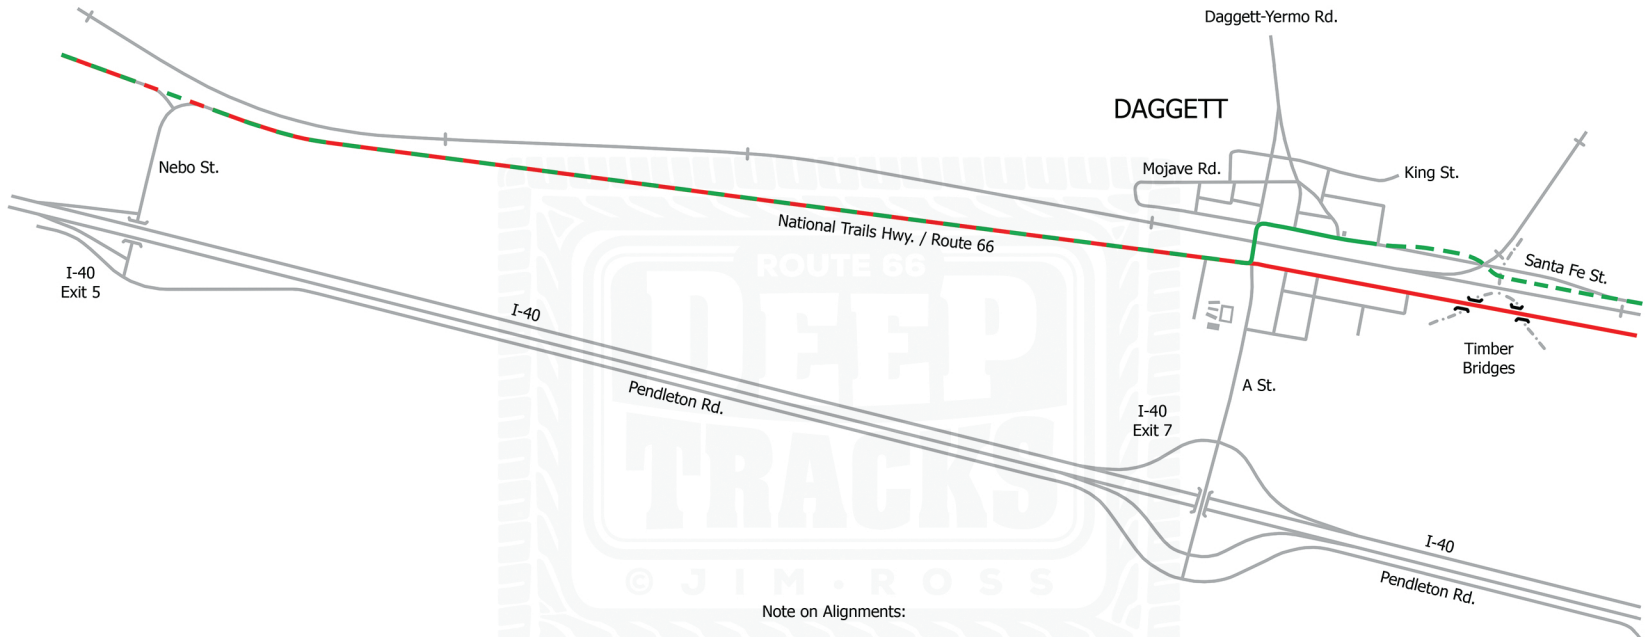 Daggett-Yermo Rd.
DAGGETT
Mojave Rd.
King St.
Nebo St.
National Trails Hwy. / Route 66
Santa Fe St.
I-40
Exit 5
I-40
ROUTE 66
DEEP
TRACKS
© JIM • ROSS
Timber
Bridges
Pendleton Rd.
A St.
I-40
Exit 7
I-40
Pendleton Rd.
Note on Alignments: